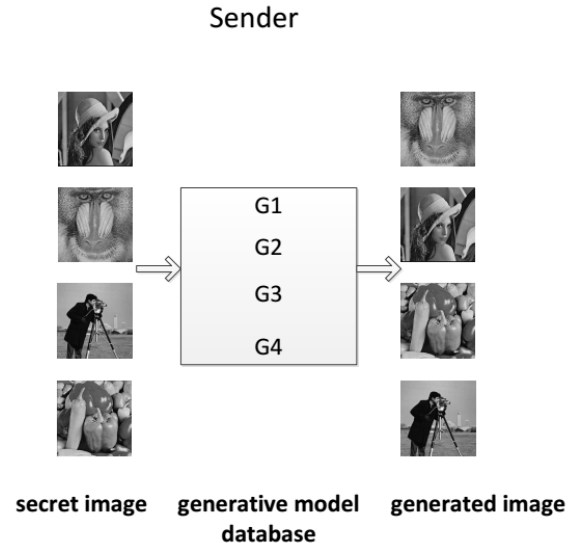 Sender
G1
G2
G3
G4
secret image
generative model
database
generated image